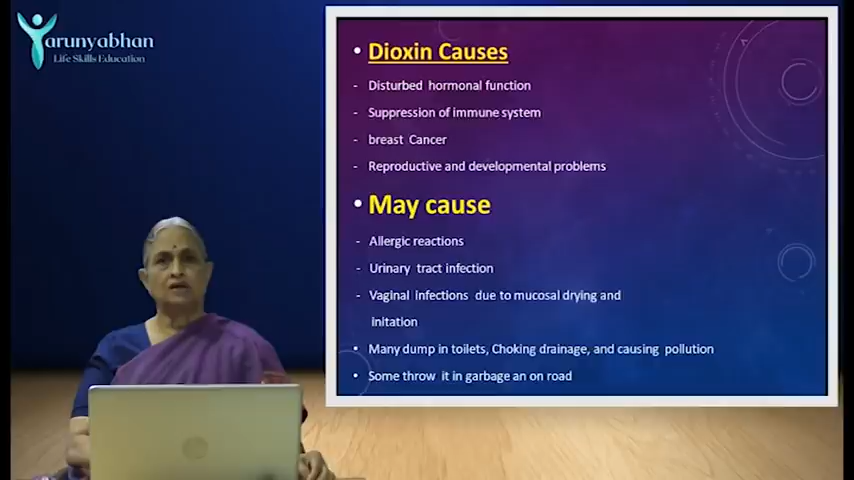 arunyabhan
Life Skills Education
• Dioxin Causes
- Disturbed hormonal function
- Suppression of immune system
- breast Cancer
- Reproductive and developmental problems
• May cause
- Allergic reactions
- Urinary tract infection
- Vaginal infections due to mucosal drying and
initation
• Many dump in toilets, Choking drainage, and causing pollution
• Some throw it in garbage an on road